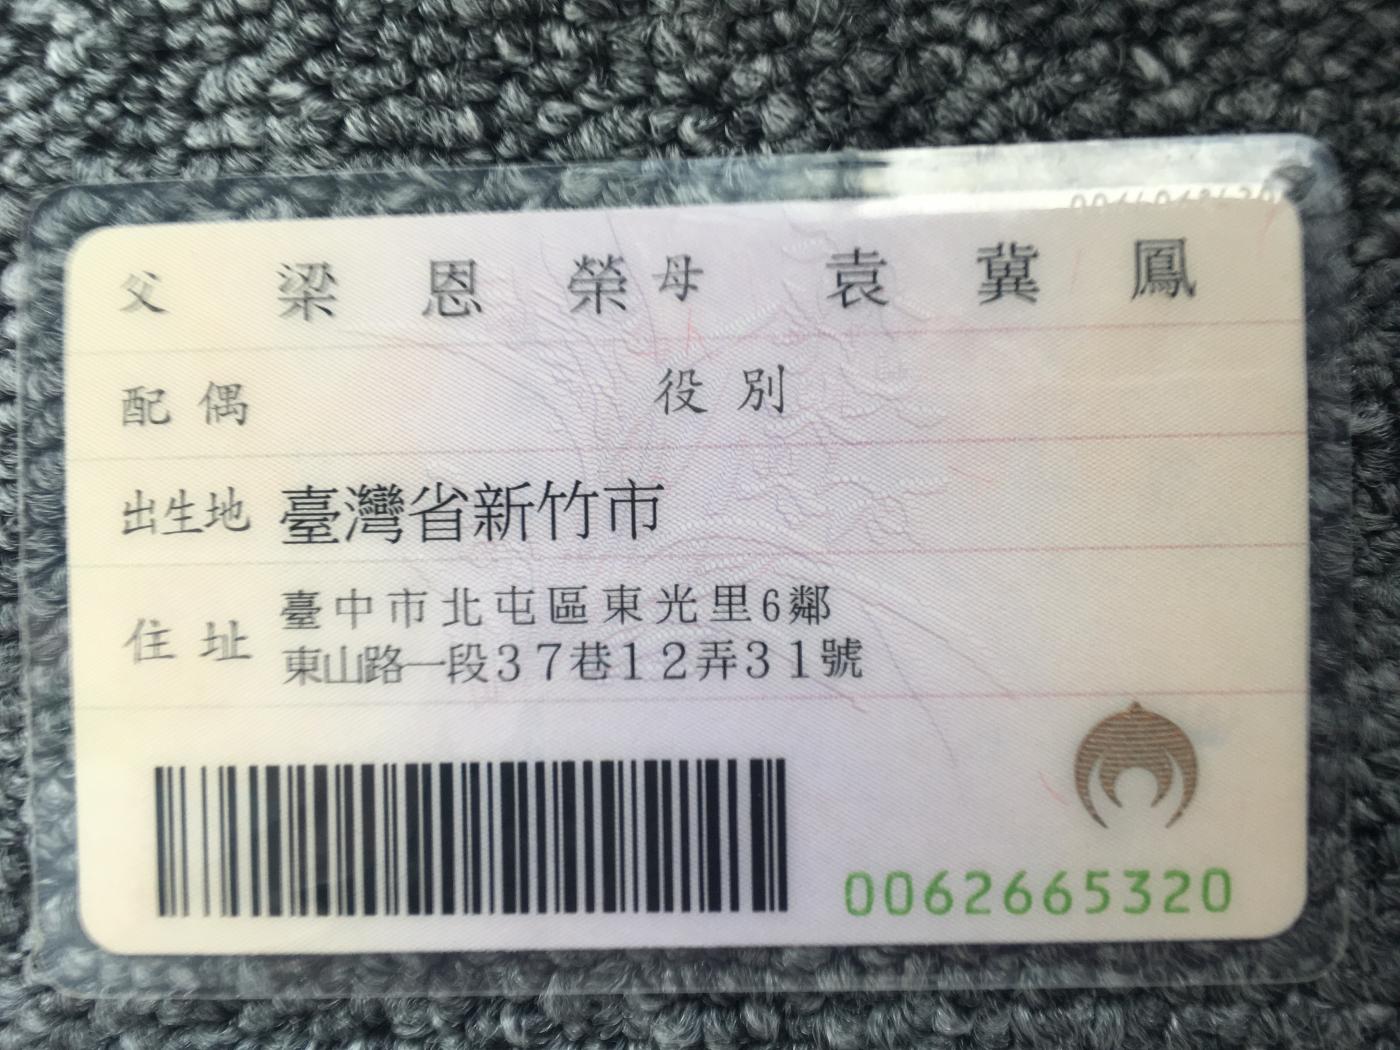 父 梁恩榮 母 袁冀鳳
配偶 役別
出生地 臺灣省新竹市
住址 臺中市北屯區東光里6鄰
東山路一段37巷12弄31號
0062665320